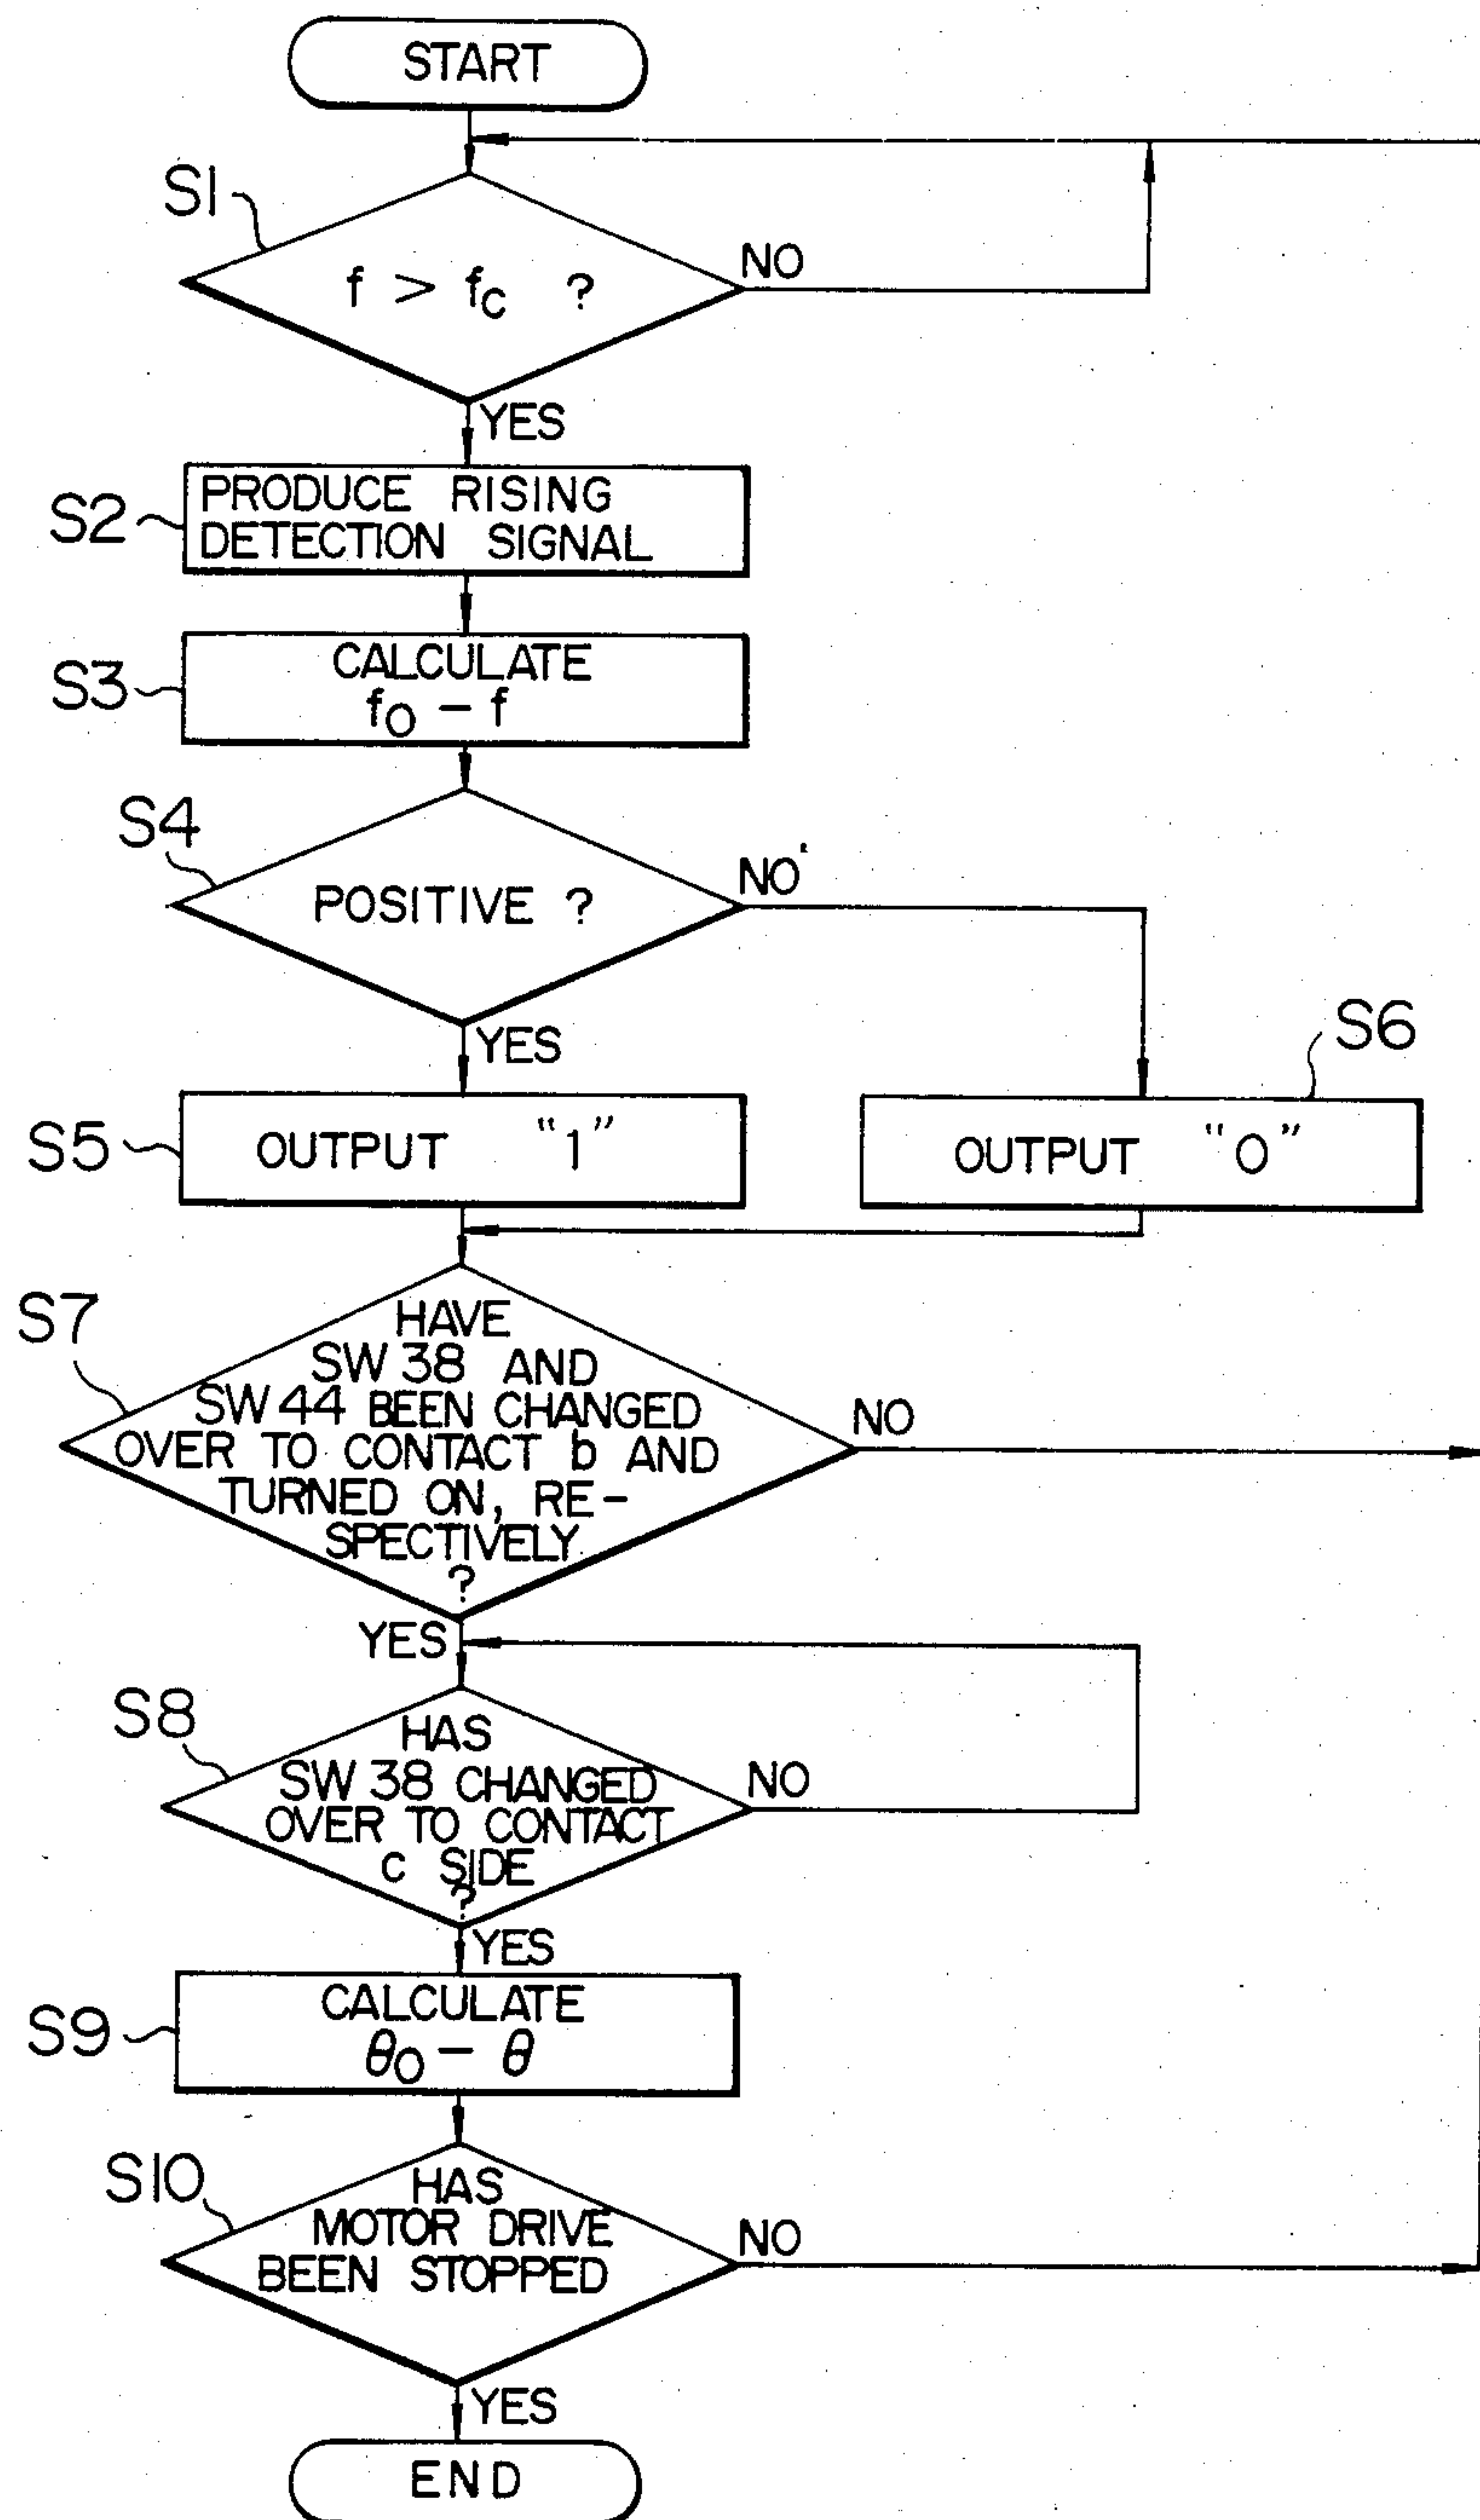 START
S1
f > fc ?
NO
YES
S2
PRODUCE RISING
DETECTION SIGNAL
S3
CALCULATE
fo - f
S4
POSITIVE ?
NO
YES
S5
OUTPUT "1"
S6
OUTPUT "0"
S7
HAVE
SW 38 AND
SW 44 BEEN CHANGED
OVER TO CONTACT b AND
TURNED ON, RE-
SPECTIVELY
?
NO
YES
S8
HAS
SW 38 CHANGED
OVER TO CONTACT
c SIDE
?
NO
YES
S9
CALCULATE
θo - θ
S10
HAS
MOTOR DRIVE
BEEN STOPPED
NO
YES
END